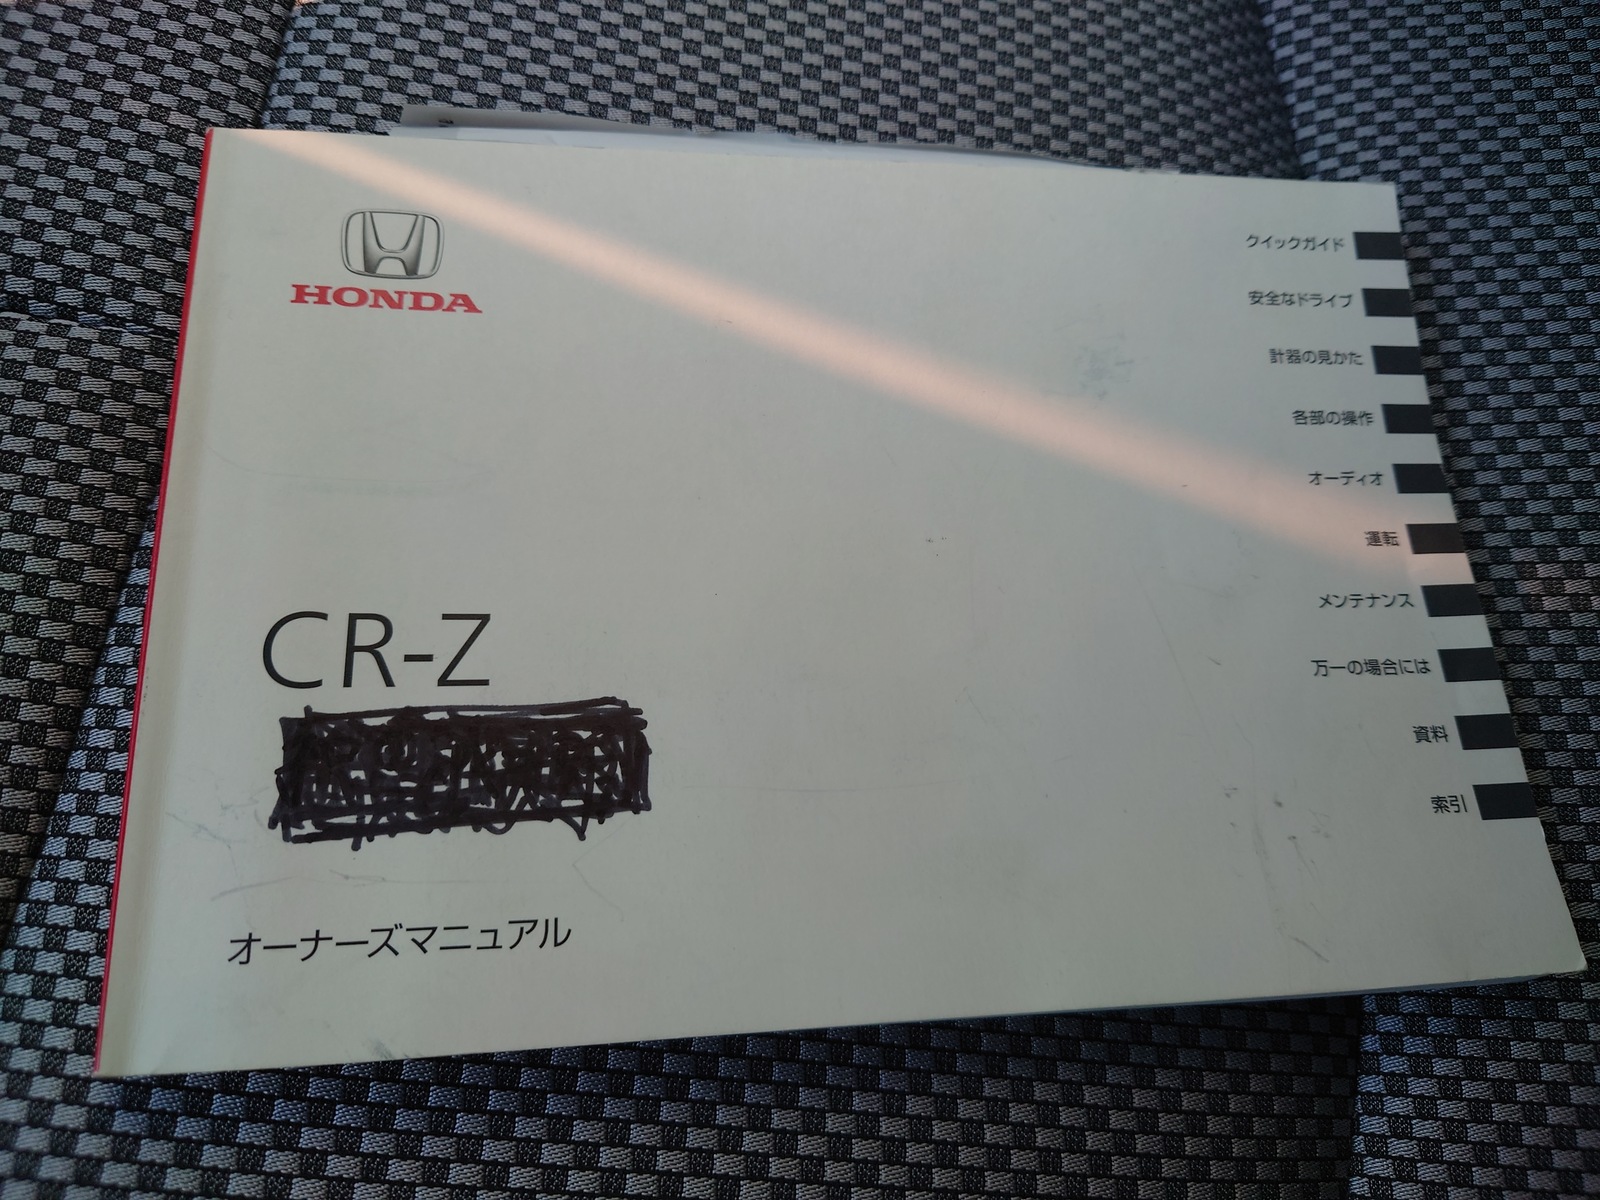 HONDA
CR-Z
オーナーズマニュアル
クイックガイド
安全なドライブ
計器の見かた
各部の操作
オーディオ
運転
メンテナンス
万一の場合には
資料
索引